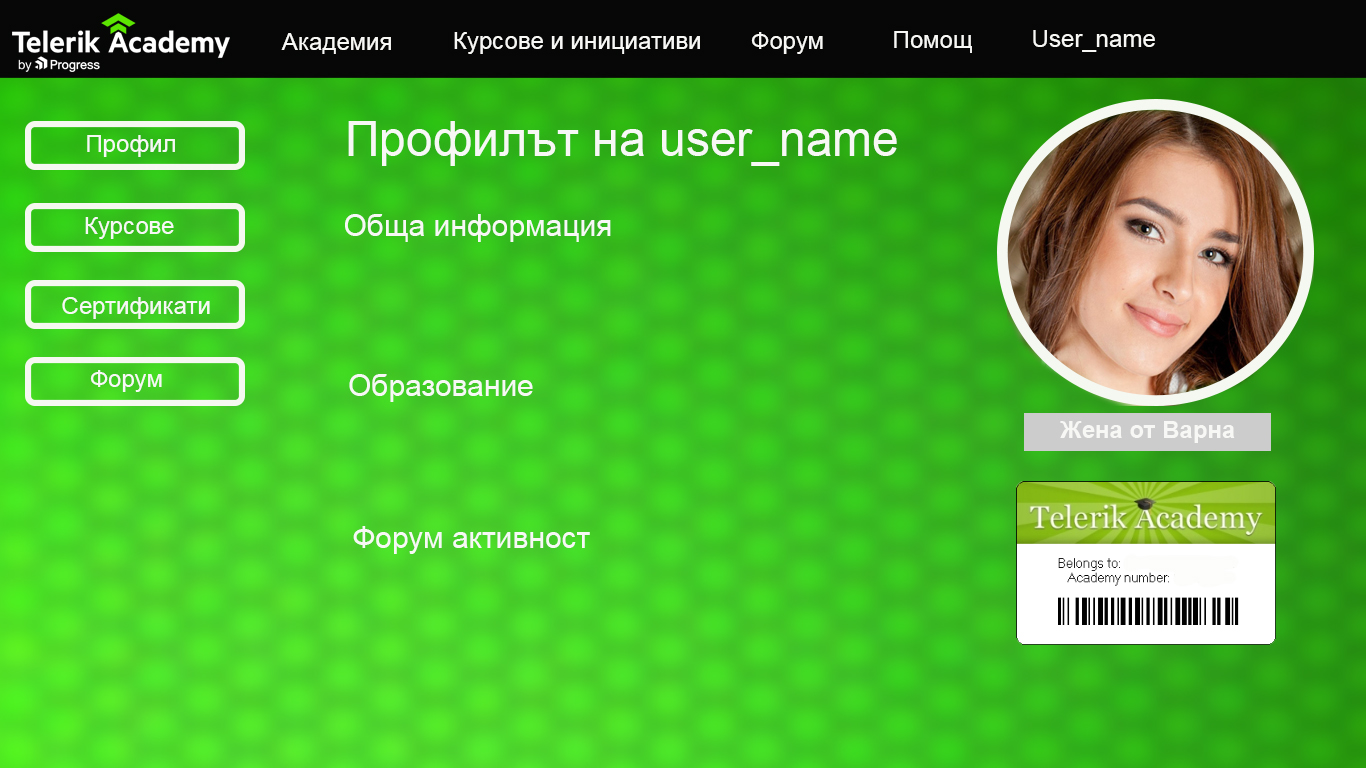 Telerik Academy
by Progress
Академия
Курсове и инициативи
Форум
Помощ
User_name
Профил
Курсове
Сертификати
Форум
Профилът на user_name
Обща информация
Образование
Форум активност
Жена от Варна
Telerik Academy
Belongs to:
Academy number: